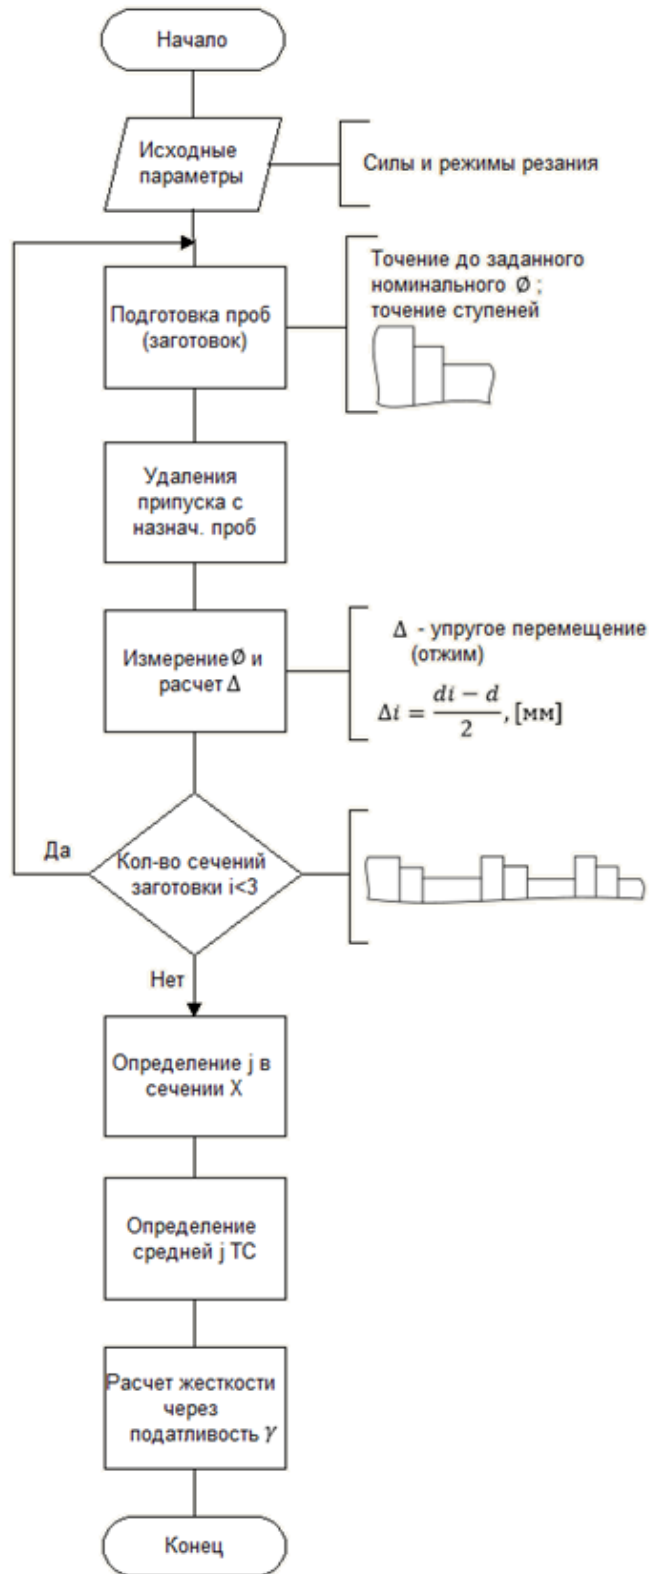 Начало
Исходные
параметры
Силы и режимы резания
Подготовка проб
(заготовок)
Точение до заданного
номинального Ø ;
точение ступеней
Удаления
припуска с
назнач. проб
Измерение Ø и
расчет Δ
Δ - упругое перемещение
(отжим)
Δi = (di − d)/2, [мм]
Да
Кол-во сечений
заготовки i<3
Нет
Определение j в
сечении X
Определение
средней j ТС
Расчет жесткости
через
податливость γ
Конец